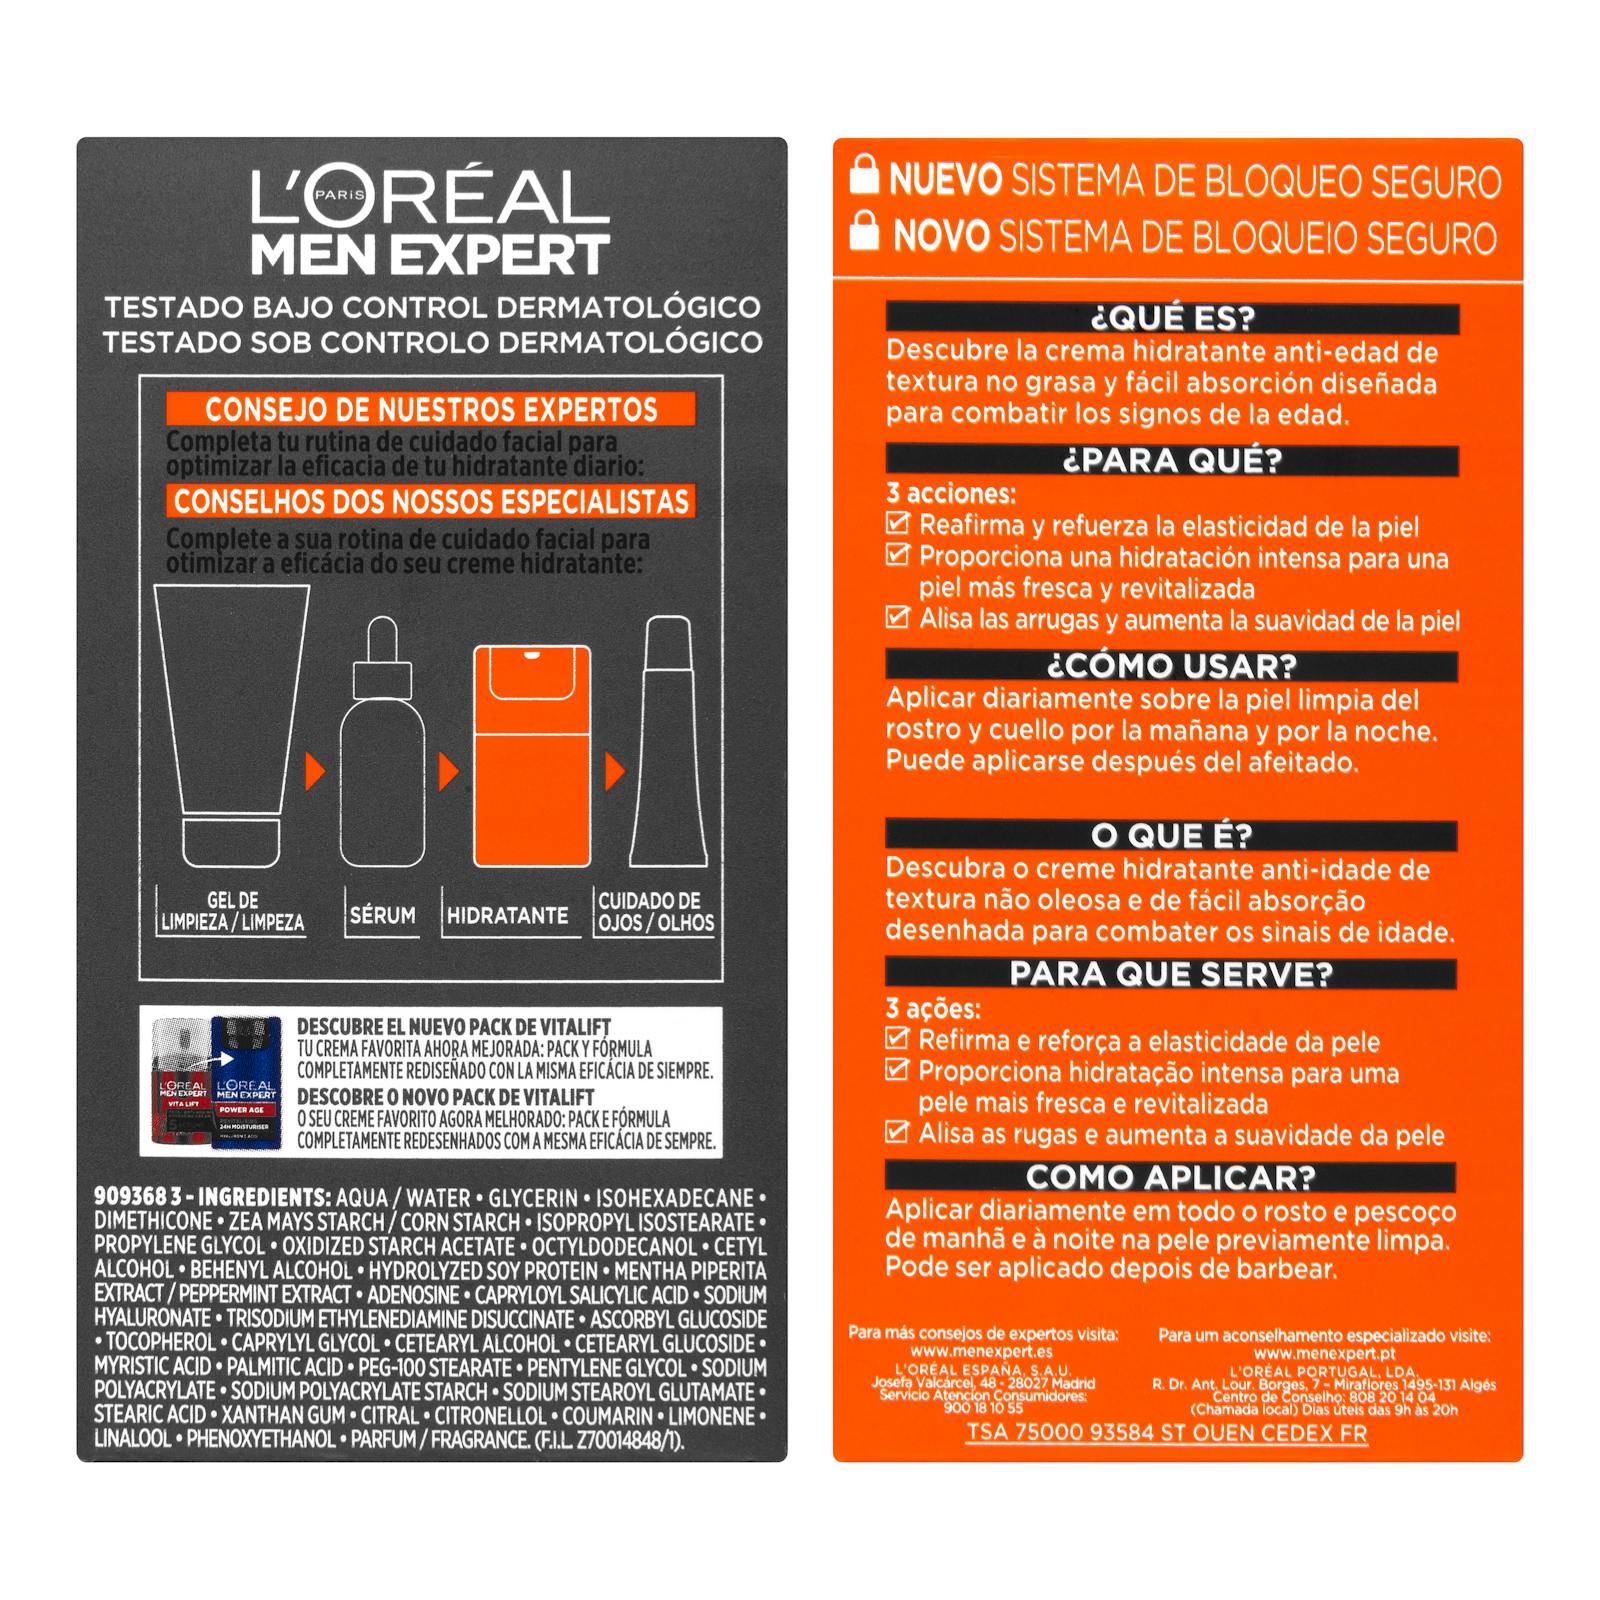 L'ORÉAL
PARIS
MEN EXPERT
TESTADO BAJO CONTROL DERMATOLÓGICO
TESTADO SOB CONTROLO DERMATOLÓGICO
CONSEJO DE NUESTROS EXPERTOS
Completa tu rutina de cuidado facial para
optimizar la eficacia de tu hidratante diario:
CONSELHOS DOS NOSSOS ESPECIALISTAS
Complete a sua rotina de cuidado facial para
otimizar a eficácia do seu creme hidratante:
GEL DE
LIMPIEZA / LIMPEZA
SÉRUM
HIDRATANTE
CUIDADO DE
OJOS / OLHOS
L'ORÉAL
MEN EXPERT
VITA LIFT
5
L'ORÉAL
MEN EXPERT
POWER AGE
REVITALISING
24H MOISTURISER
HYALURONIC ACID
DESCUBRE EL NUEVO PACK DE VITALIFT
TU CREMA FAVORITA AHORA MEJORADA: PACK Y FÓRMULA
COMPLETAMENTE REDISEÑADO CON LA MISMA EFICÁCIA DE SIEMPRE.
DESCOBRE O NOVO PACK DE VITALIFT
O SEU CREME FAVORITO AGORA MELHORADO: PACK E FÓRMULA
COMPLETAMENTE REDESENHADOS COM A MESMA EFICÁCIA DE SEMPRE.
909368 3 - INGREDIENTS: AQUA / WATER • GLYCERIN • ISOHEXADECANE •
DIMETHICONE • ZEA MAYS STARCH / CORN STARCH • ISOPROPYL ISOSTEARATE •
PROPYLENE GLYCOL • OXIDIZED STARCH ACETATE • OCTYLDODECANOL • CETYL
ALCOHOL • BEHENYL ALCOHOL • HYDROLYZED SOY PROTEIN • MENTHA PIPERITA
EXTRACT / PEPPERMINT EXTRACT • ADENOSINE • CAPRYLOYL SALICYLIC ACID • SODIUM
HYALURONATE • TRISODIUM ETHYLENEDIAMINE DISUCCINATE • ASCORBYL GLUCOSIDE
• TOCOPHEROL • CAPRYLYL GLYCOL • CETEARYL ALCOHOL • CETEARYL GLUCOSIDE •
MYRISTIC ACID • PALMITIC ACID • PEG-100 STEARATE • PENTYLENE GLYCOL • SODIUM
POLYACRYLATE • SODIUM POLYACRYLATE STARCH • SODIUM STEAROYL GLUTAMATE •
STEARIC ACID • XANTHAN GUM • CITRAL • CITRONELLOL • COUMARIN • LIMONENE •
LINALOOL • PHENOXYETHANOL • PARFUM / FRAGRANCE. (F.I.L. Z70014848/1).
NUEVO SISTEMA DE BLOQUEO SEGURO
NOVO SISTEMA DE BLOQUEIO SEGURO
¿QUÉ ES?
Descubre la crema hidratante anti-edad de
textura no grasa y fácil absorción diseñada
para combatir los signos de la edad.
¿PARA QUÉ?
3 acciones:
Reafirma y refuerza la elasticidad de la piel
Proporciona una hidratación intensa para una
piel más fresca y revitalizada
Alisa las arrugas y aumenta la suavidad de la piel
¿CÓMO USAR?
Aplicar diariamente sobre la piel limpia del
rostro y cuello por la mañana y por la noche.
Puede aplicarse después del afeitado.
O QUE É?
Descubra o creme hidratante anti-idade de
textura não oleosa e de fácil absorção
desenhada para combater os sinais de idade.
PARA QUE SERVE?
3 ações:
Refirma e reforça a elasticidade da pele
Proporciona hidratação intensa para uma
pele mais fresca e revitalizada
Alisa as rugas e aumenta a suavidade da pele
COMO APLICAR?
Aplicar diariamente em todo o rosto e pescoço
de manhã e à noite na pele previamente limpa.
Pode ser aplicado depois de barbear.
Para más consejos de expertos visita:
www.menexpert.es
L'ORÉAL ESPAÑA, S.A.U.
Josefa Valcárcel, 48 - 28027 Madrid
Servicio Atención Consumidores:
900 18 10 55
Para um aconselhamento especializado visite:
www.menexpert.pt
L'ORÉAL PORTUGAL, LDA.
R. Dr. Ant. Lour. Borges, 7 - Miraflores 1495-131 Algés
Centro de Conselho: 808 20 14 04
(Chamada local) Dias úteis das 9h às 20h
TSA 75000 93584 ST OUEN CEDEX FR